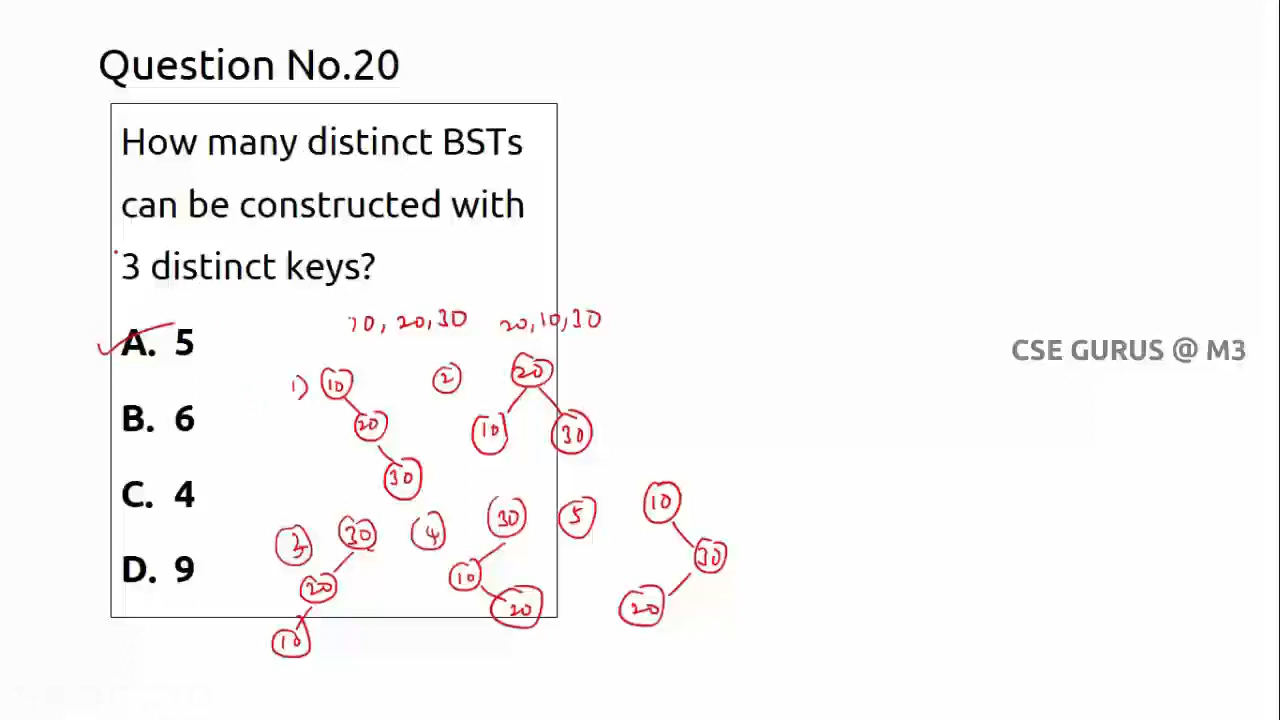 Question No.20
How many distinct BSTs
can be constructed with
3 distinct keys?
10, 20, 30 20, 10, 30
A. 5
CSE GURUS @ M3
1) 10 2 20
B. 6
20 10 30
30
C. 4
3 30 4 30 5 10
D. 9
20 10 30
20 20
10